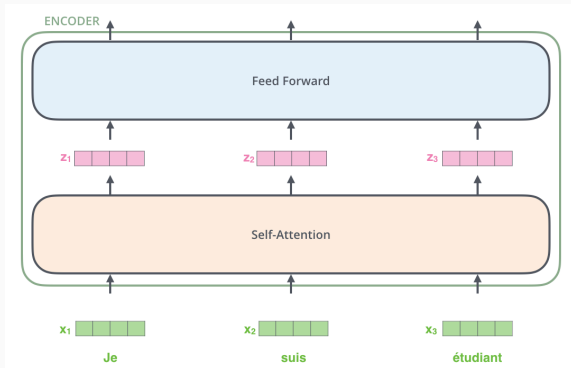 ENCODER
Feed Forward
z₁ z₂ z₃
Self-Attention
x₁ x₂ x₃
Je suis étudiant